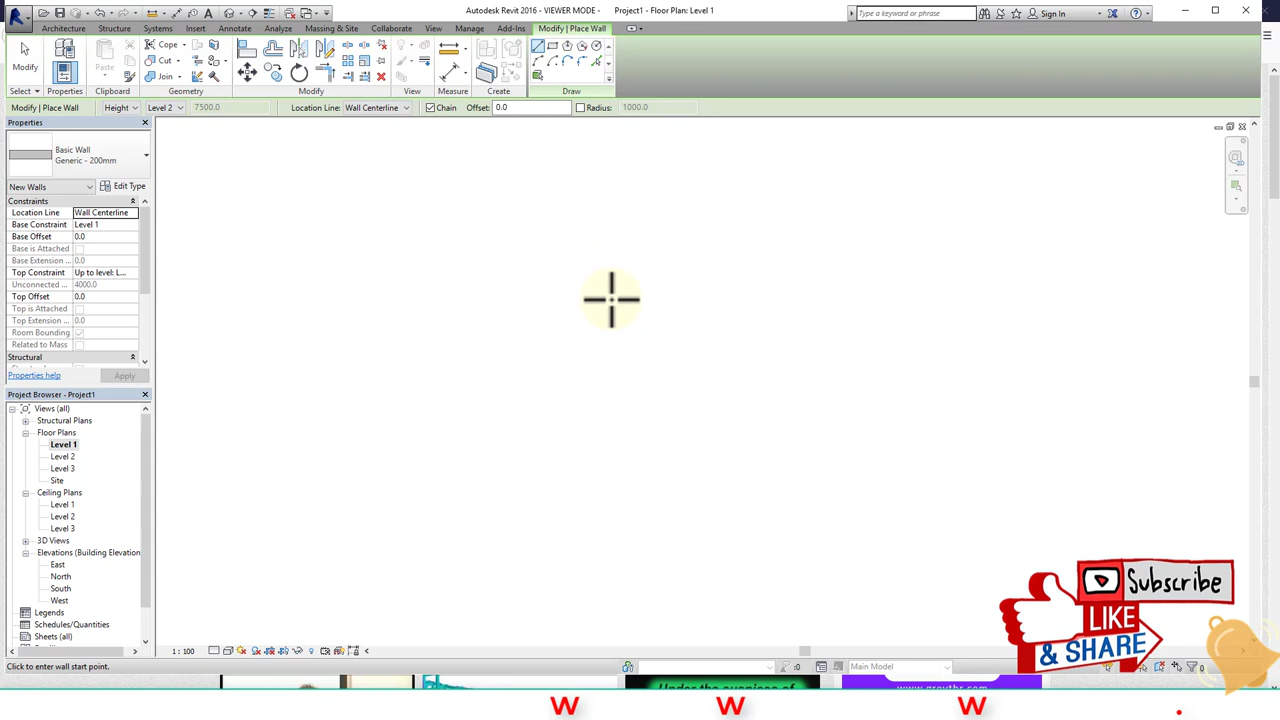 Autodesk Revit 2016 - VIEWER MODE - Project1 - Floor Plan: Level 1
Type a keyword or phrase
Sign In
Architecture Structure Systems Insert Annotate Analyze Massing & Site Collaborate View Manage Add-Ins Modify | Place Wall
Modify
Properties
Paste
Cope
Cut
Join
Select Properties Clipboard Geometry Modify View Measure Create Draw
Modify | Place Wall Height Level 2 7500.0 Location Line: Wall Centerline Chain Offset: 0.0 Radius: 1000.0
Properties
Basic Wall
Generic - 200mm
New Walls Edit Type
Constraints
Location Line Wall Centerline
Base Constraint Level 1
Base Offset 0.0
Base is Attached
Base Extension ... 0.0
Top Constraint Up to level: L...
Unconnected ... 4000.0
Top Offset 0.0
Top is Attached
Top Extension ... 0.0
Room Bounding
Related to Mass
Structural
Properties help Apply
Project Browser - Project1
Views (all)
Structural Plans
Floor Plans
Level 1
Level 2
Level 3
Site
Ceiling Plans
Level 1
Level 2
Level 3
3D Views
Elevations (Building Elevation
East
North
South
West
Legends
Schedules/Quantities
Sheets (all)
1 : 100
Click to enter wall start point.
:0
Main Model
Subscribe
LIKE
& SHARE
Under the auspices of
W W W .